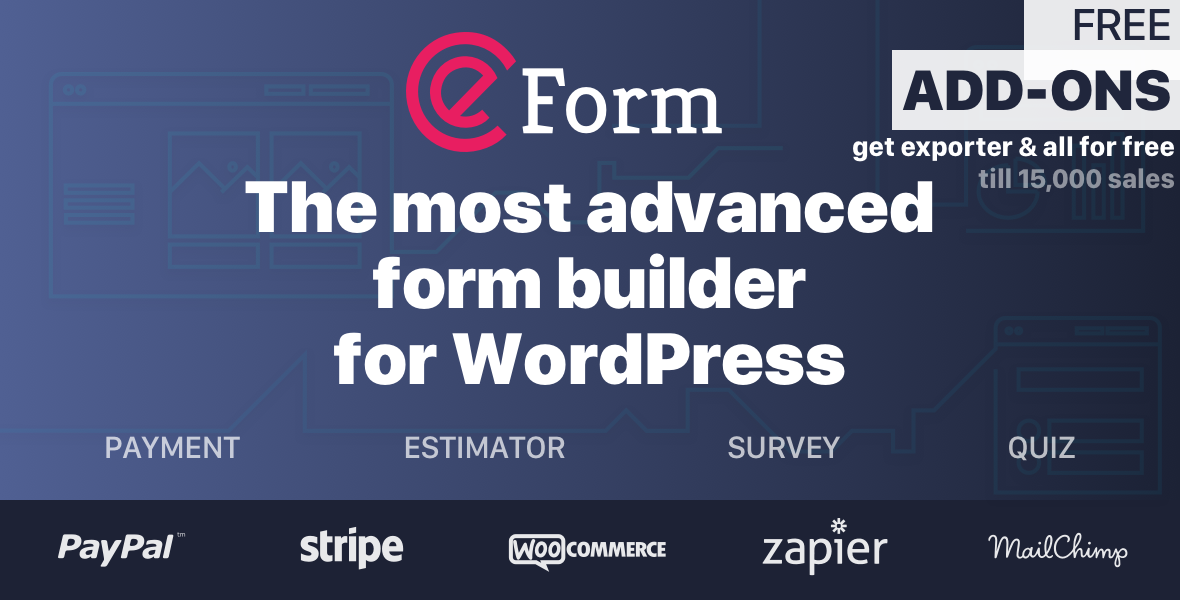 eForm
FREE
ADD-ONS
get exporter & all for free
till 15,000 sales
The most advanced
form builder
for WordPress
PAYMENT ESTIMATOR SURVEY QUIZ
PayPal™ stripe WOOCOMMERCE zapier MailChimp